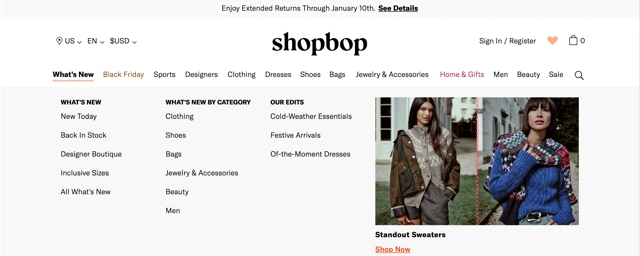 Enjoy Extended Returns Through January 10th. See Details
US EN $USD
shopbop
Sign In / Register
0
What's New Black Friday Sports Designers Clothing Dresses Shoes Bags Jewelry & Accessories Home & Gifts Men Beauty Sale
WHAT'S NEW
New Today
Back In Stock
Designer Boutique
Inclusive Sizes
All What's New
WHAT'S NEW BY CATEGORY
Clothing
Shoes
Bags
Jewelry & Accessories
Beauty
Men
OUR EDITS
Cold-Weather Essentials
Festive Arrivals
Of-the-Moment Dresses
Standout Sweaters
Shop Now